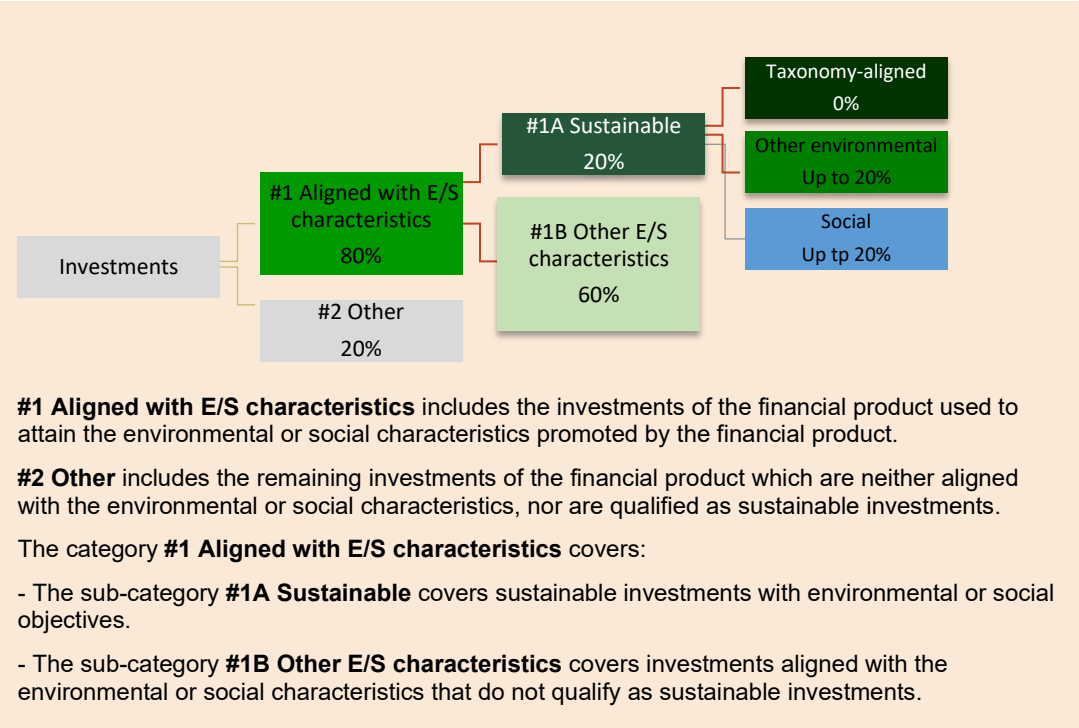 Taxonomy-aligned
0%
#1A Sustainable
20%
Other environmental
Up to 20%
#1 Aligned with E/S
characteristics
80%
#1B Other E/S
characteristics
60%
Social
Up tp 20%
Investments
#2 Other
20%
#1 Aligned with E/S characteristics includes the investments of the financial product used to
attain the environmental or social characteristics promoted by the financial product.
#2 Other includes the remaining investments of the financial product which are neither aligned
with the environmental or social characteristics, nor are qualified as sustainable investments.
The category #1 Aligned with E/S characteristics covers:
- The sub-category #1A Sustainable covers sustainable investments with environmental or social
objectives.
- The sub-category #1B Other E/S characteristics covers investments aligned with the
environmental or social characteristics that do not qualify as sustainable investments.